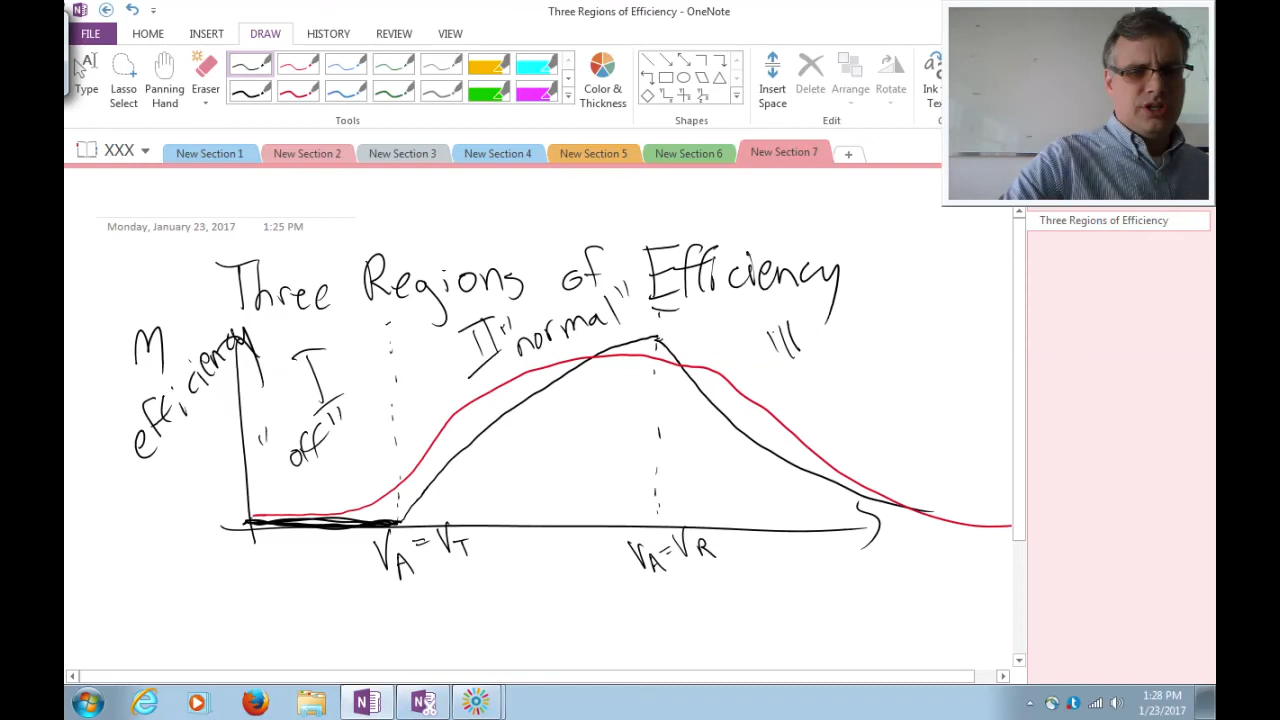 Three Regions of Efficiency - OneNote
FILE HOME INSERT DRAW HISTORY REVIEW VIEW
Type Lasso Select Panning Hand Eraser Color & Thickness Insert Space Delete Arrange Rotate Ink to
Tools Shapes Edit
XXX New Section 1 New Section 2 New Section 3 New Section 4 New Section 5 New Section 6 New Section 7
Three Regions of Efficiency
Monday, January 23, 2017 1:25 PM
Three Regions of Efficiency
η
efficiency
I
"off"
II "normal"
III
VA = VT
VA = VR
1:28 PM
1/23/2017